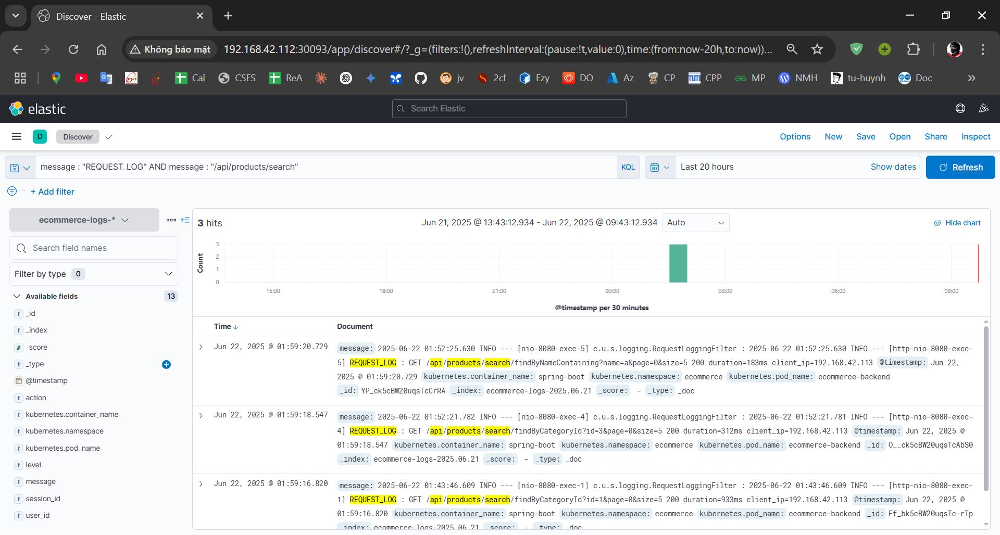 Discover - Elastic
Không bảo mật
192.168.42.112:30093/app/discover#/?_g=(filters:!(),refreshInterval:(pause:!t,value:0),time:(from:now-20h,to:now))...
Cal
CSES
ReA
jv
2cf
Ezy
DO
Az
CP
CPP
MP
NMH
tu-huynh
Doc
elastic
Search Elastic
D
Discover
Options
New
Save
Open
Share
Inspect
message : "REQUEST_LOG" AND message : "/api/products/search"
KQL
Last 20 hours
Show dates
Refresh
+ Add filter
ecommerce-logs-*
Search field names
Filter by type 0
Available fields 13
t _id
t _index
# _score
t _type
@timestamp
t action
t kubernetes.container_name
t kubernetes.namespace
t kubernetes.pod_name
t level
t message
t session_id
t user_id
3 hits
Jun 21, 2025 @ 13:43:12.934 - Jun 22, 2025 @ 09:43:12.934
Auto
Hide chart
Count
3
2
1
0
15:00
18:00
21:00
00:00
03:00
06:00
09:00
@timestamp per 30 minutes
Time
Document
Jun 22, 2025 @ 01:59:20.729
message: 2025-06-22 01:52:25.630 INFO --- [nio-8080-exec-5] c.u.s.logging.RequestLoggingFilter : 2025-06-22 01:52:25.630 INFO --- [http-nio-8080-exec-
5] REQUEST_LOG : GET /api/products/search/findByNameContaining?name=a&page=0&size=5 200 duration=183ms client_ip=192.168.42.113 @timestamp: Jun 22,
2025 @ 01:59:20.729 kubernetes.container_name: spring-boot kubernetes.namespace: ecommerce kubernetes.pod_name: ecommerce-backend
_id: YP_ck5cBW20uqsTcCrRA _index: ecommerce-logs-2025.06.21 _score: - _type: _doc
Jun 22, 2025 @ 01:59:18.547
message: 2025-06-22 01:52:21.782 INFO --- [nio-8080-exec-4] c.u.s.logging.RequestLoggingFilter : 2025-06-22 01:52:21.781 INFO --- [http-nio-8080-exec-
4] REQUEST_LOG : GET /api/products/search/findByCategoryId?id=3&page=0&size=5 200 duration=312ms client_ip=192.168.42.113 @timestamp: Jun 22, 2025 @
01:59:18.547 kubernetes.container_name: spring-boot kubernetes.namespace: ecommerce kubernetes.pod_name: ecommerce-backend _id: O__ck5cBW20uqsTcAbS0
_index: ecommerce-logs-2025.06.21 _score: - _type: _doc
Jun 22, 2025 @ 01:59:16.820
message: 2025-06-22 01:43:46.609 INFO --- [nio-8080-exec-1] c.u.s.logging.RequestLoggingFilter : 2025-06-22 01:43:46.609 INFO --- [http-nio-8080-exec-
1] REQUEST_LOG : GET /api/products/search/findByCategoryId?id=1&page=0&size=5 200 duration=933ms client_ip=192.168.42.113 @timestamp: Jun 22, 2025 @
01:59:16.820 kubernetes.container_name: spring-boot kubernetes.namespace: ecommerce kubernetes.pod_name: ecommerce-backend _id: Ff_bk5cBW20uqsTc-rTp
_index: ecommerce-logs-2025.06.21 _score: - _type: _doc